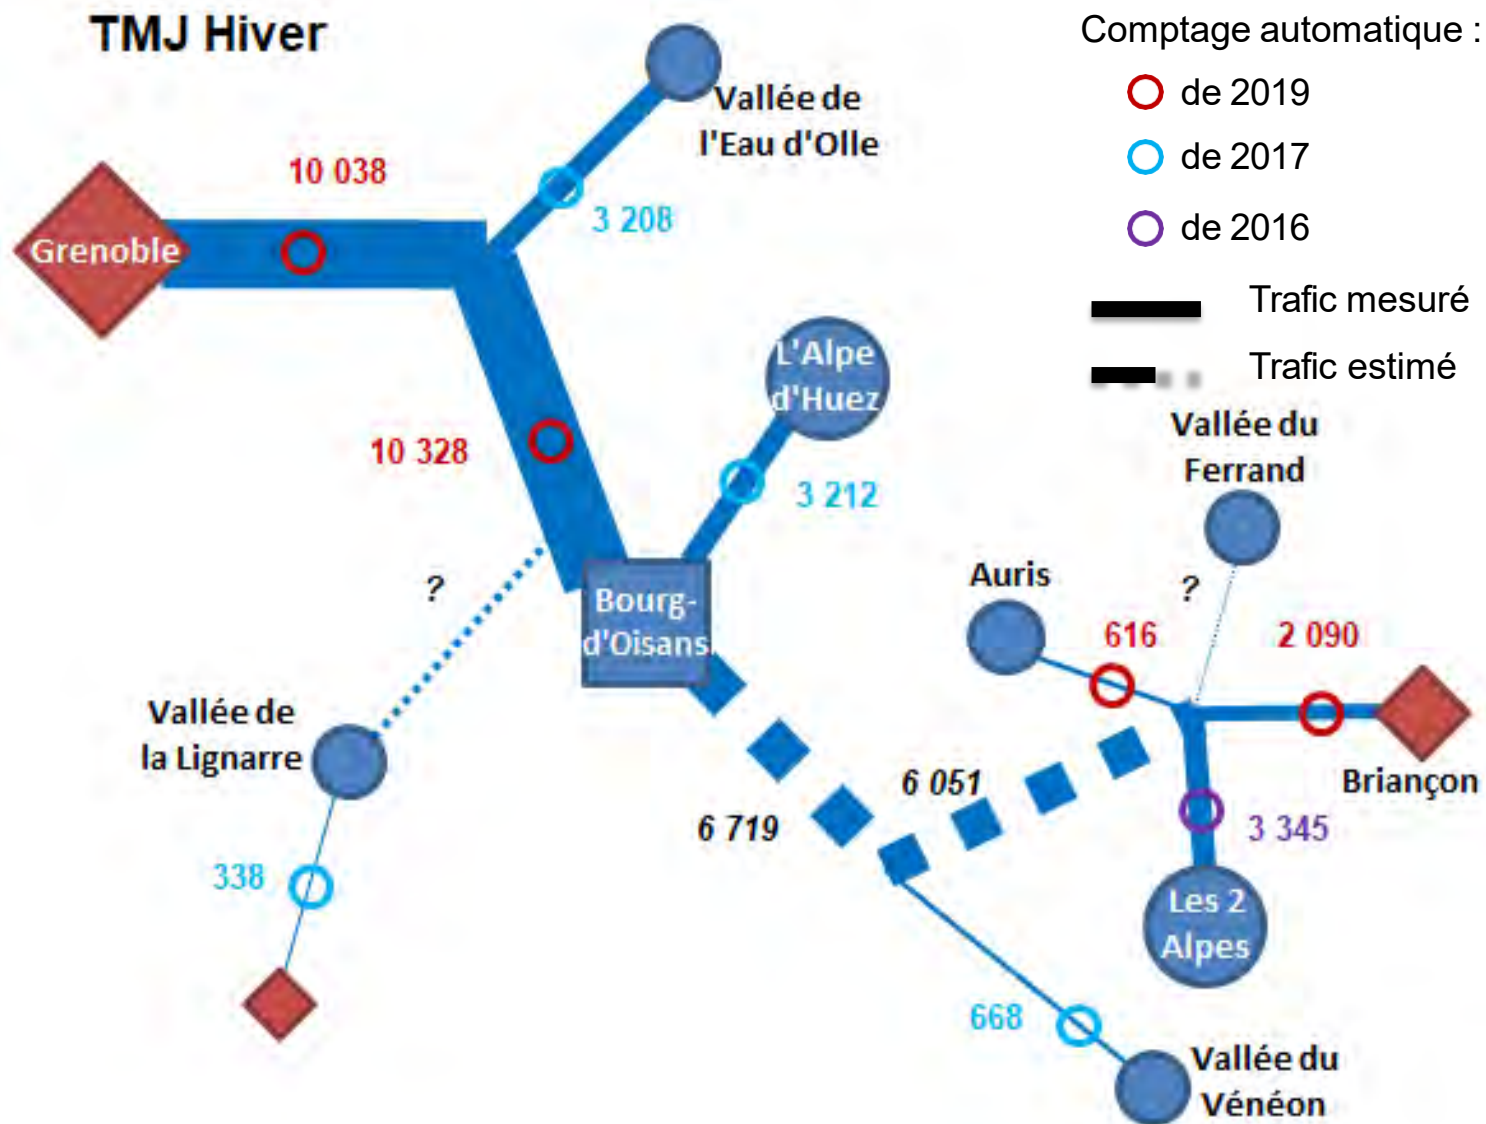 TMJ Hiver
Comptage automatique :
de 2019
de 2017
de 2016
Trafic mesuré
Trafic estimé
Vallée de
l'Eau d'Olle
10 038
3 208
Grenoble
L'Alpe
d'Huez
10 328
3 212
Vallée du
Ferrand
?
Bourg-
d'Oisans
Auris
?
616
2 090
Vallée de
la Lignarre
6 051
Briançon
6 719
3 345
338
Les 2
Alpes
668
Vallée du
Vénéon